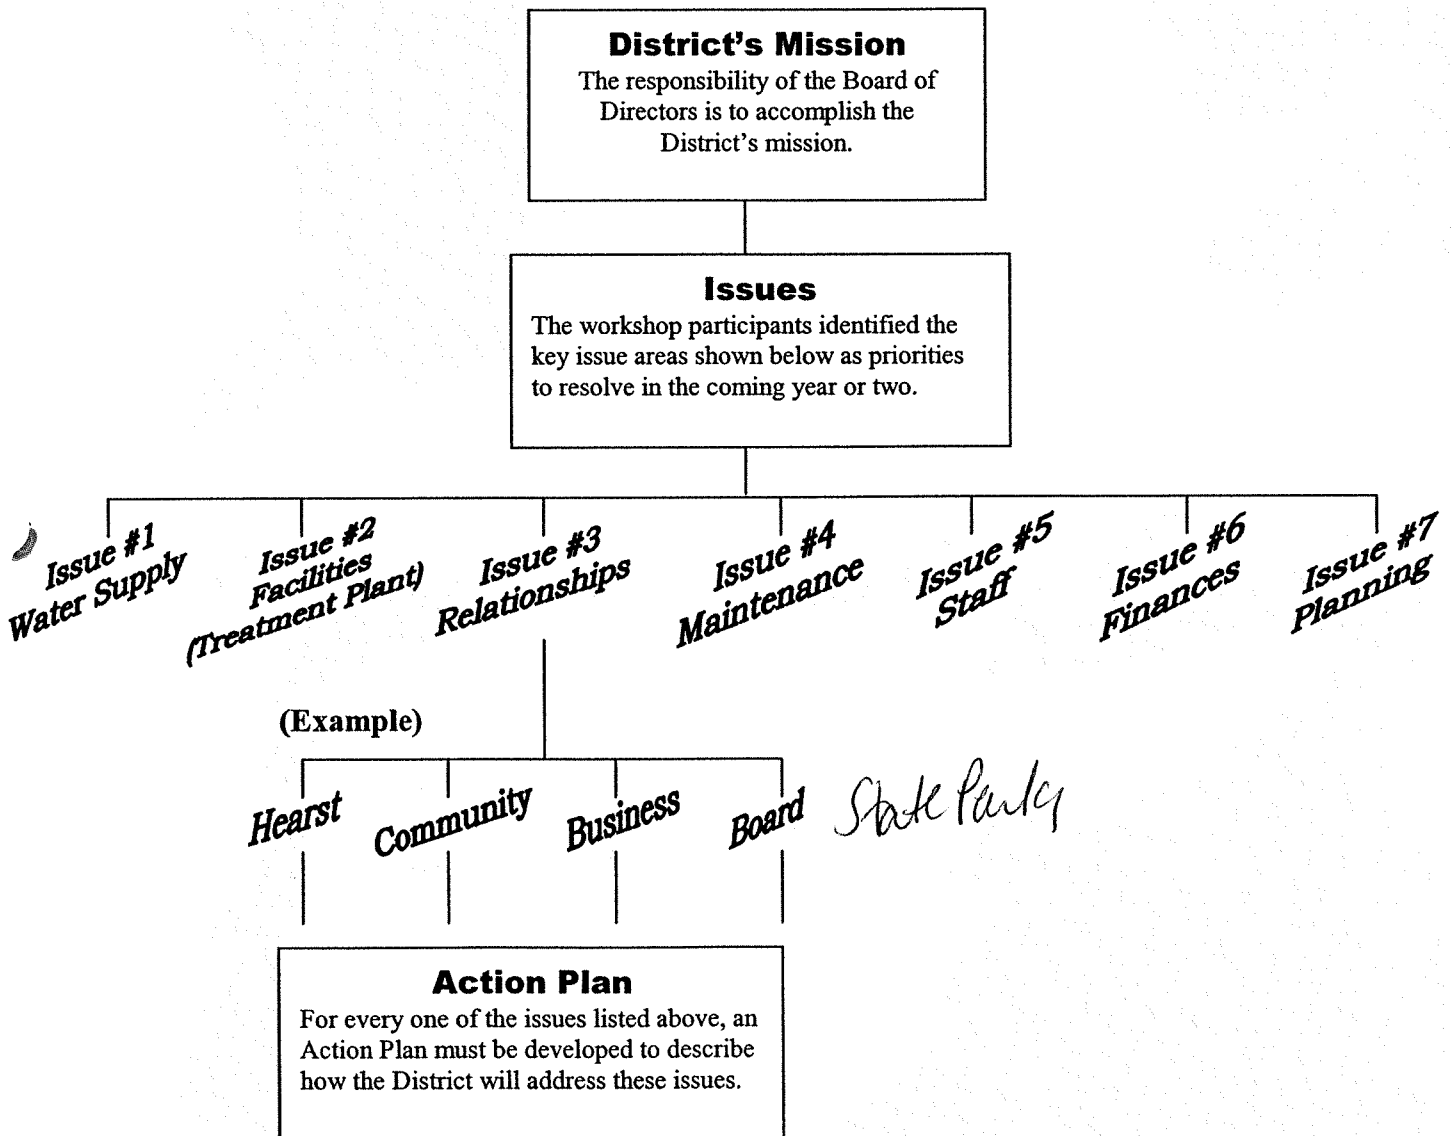 District's Mission
The responsibility of the Board of
Directors is to accomplish the
District's mission.
Issues
The workshop participants identified the
key issue areas shown below as priorities
to resolve in the coming year or two.
Issue #1
Water Supply
Issue #2
Facilities
(Treatment Plant)
Issue #3
Relationships
Issue #4
Maintenance
Issue #5
Staff
Issue #6
Finances
Issue #7
Planning
(Example)
Hearst
Community
Business
Board
State Parks
Action Plan
For every one of the issues listed above, an
Action Plan must be developed to describe
how the District will address these issues.